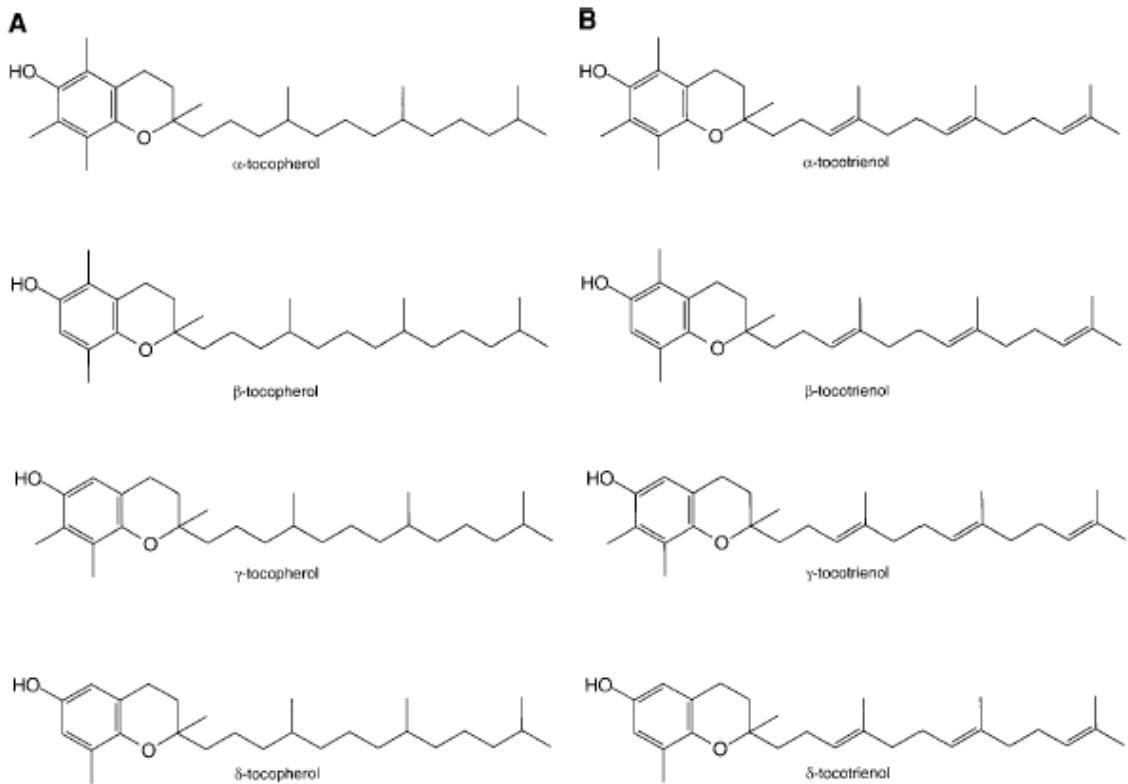 A
B
HO
O
α-tocopherol
HO
O
α-tocotrienol
HO
O
β-tocopherol
HO
O
β-tocotrienol
HO
O
γ-tocopherol
HO
O
γ-tocotrienol
HO
O
δ-tocopherol
HO
O
δ-tocotrienol